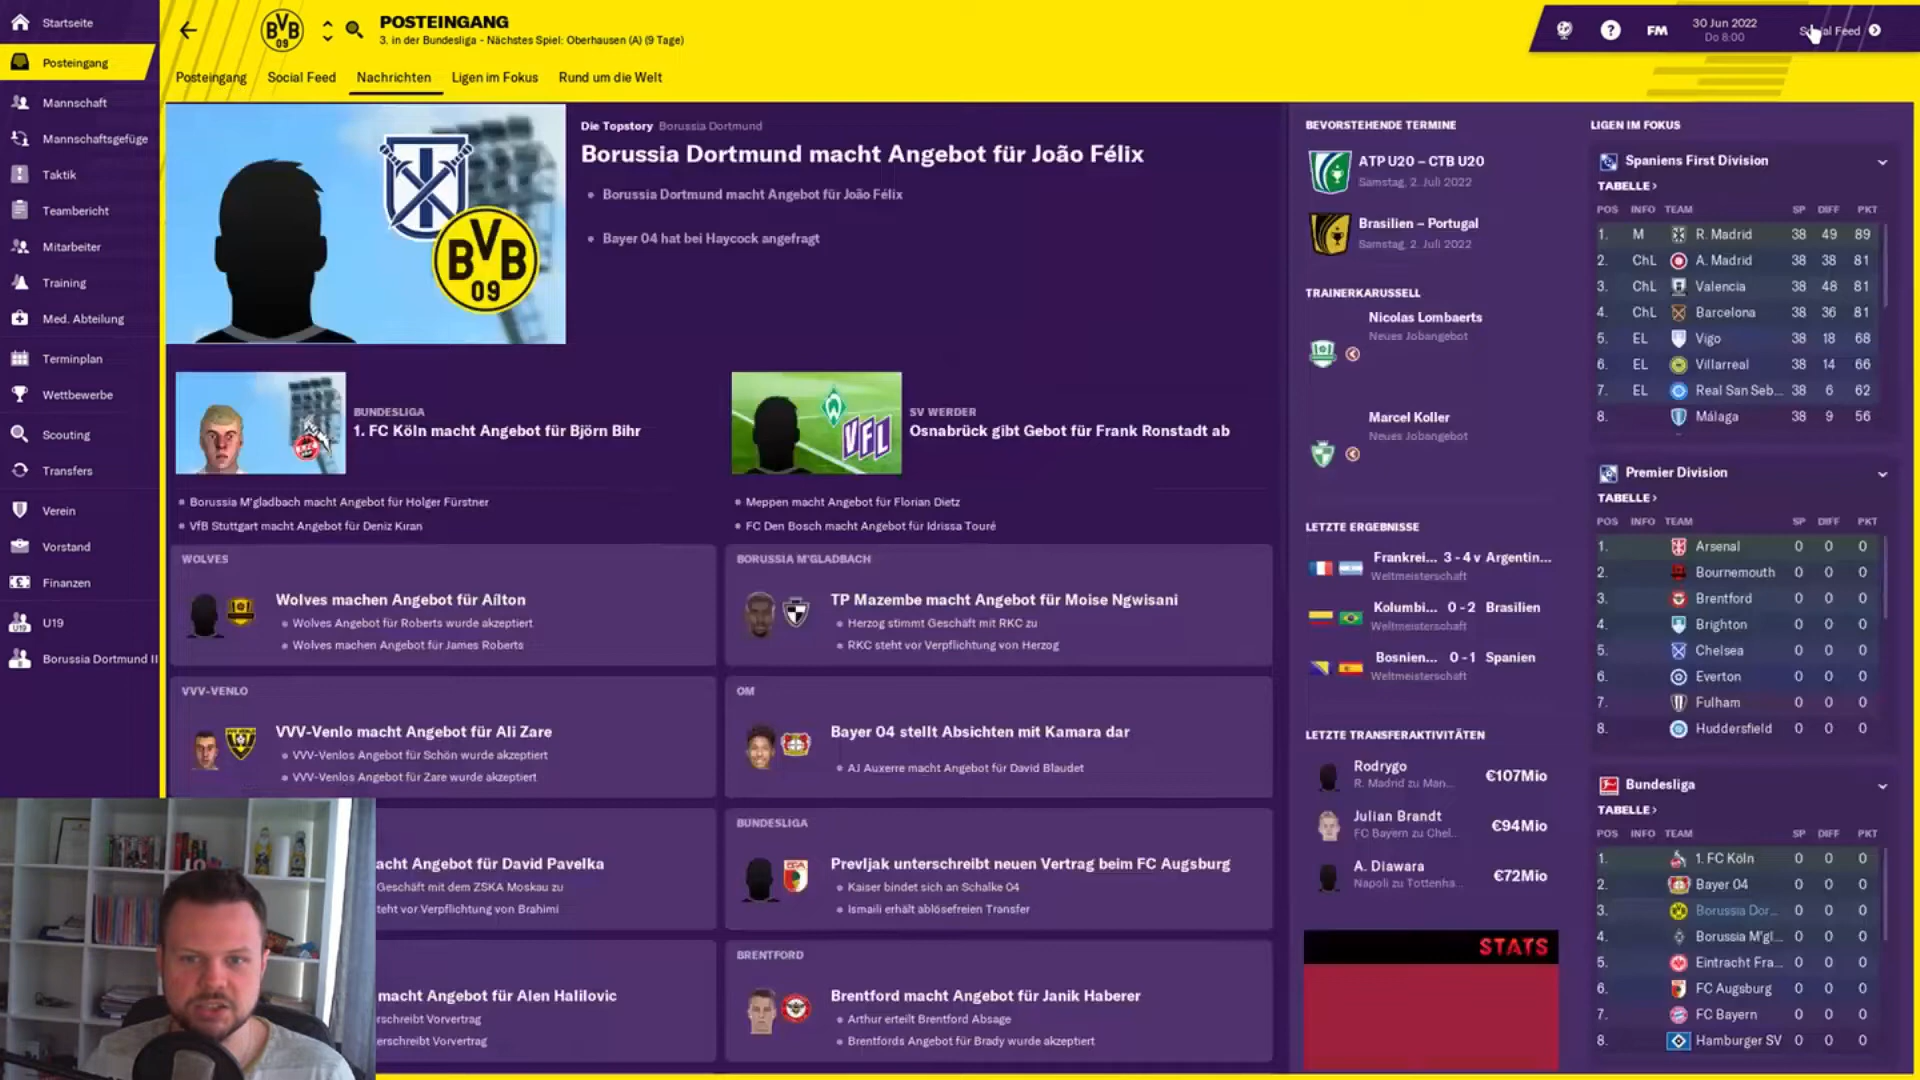 Startseite
Posteingang
Mannschaft
Mannschaftsgefüge
Taktik
Teambericht
Mitarbeiter
Training
Med. Abteilung
Terminplan
Wettbewerbe
Scouting
Transfers
Verein
Vorstand
Finanzen
U19
Borussia Dortmund II
BVB 09
POSTEINGANG
3. in der Bundesliga - Nächstes Spiel: Oberhausen (A) (9 Tage)
FM
30 Jun 2022
Do 8:00
Feed
Posteingang Social Feed Nachrichten Ligen im Fokus Rund um die Welt
Die Topstory Borussia Dortmund
Borussia Dortmund macht Angebot für João Félix
Borussia Dortmund macht Angebot für João Félix
Bayer 04 hat bei Haycock angefragt
BVB 09
BUNDESLIGA
1. FC Köln macht Angebot für Björn Bihr
Borussia M'gladbach macht Angebot für Holger Fürstner
VfB Stuttgart macht Angebot für Deniz Kıran
VFL
SV WERDER
Osnabrück gibt Gebot für Frank Ronstadt ab
Meppen macht Angebot für Florian Dietz
FC Den Bosch macht Angebot für Idrissa Touré
WOLVES
Wolves machen Angebot für Aílton
Wolves Angebot für Roberts wurde akzeptiert
Wolves machen Angebot für James Roberts
BORUSSIA M'GLADBACH
TP Mazembe macht Angebot für Moise Ngwisani
Herzog stimmt Geschäft mit RKC zu
RKC steht vor Verpflichtung von Herzog
VVV-VENLO
VVV-Venlo macht Angebot für Ali Zare
VVV-Venlos Angebot für Schön wurde akzeptiert
VVV-Venlos Angebot für Zare wurde akzeptiert
OM
Bayer 04 stellt Absichten mit Kamara dar
AJ Auxerre macht Angebot für David Blaudet
acht Angebot für David Pavelka
Geschäft mit dem ZSKA Moskau zu
teht vor Verpflichtung von Brahimi
BUNDESLIGA
Prevljak unterschreibt neuen Vertrag beim FC Augsburg
Kaiser bindet sich an Schalke 04
Ismaili erhält ablösefreien Transfer
macht Angebot für Alen Halilovic
rschreibt Vorvertrag
erschreibt Vorvertrag
BRENTFORD
Brentford macht Angebot für Janik Haberer
Arthur erteilt Brentford Absage
Brentfords Angebot für Brady wurde akzeptiert
BEVORSTEHENDE TERMINE
ATP U20 – CTB U20
Samstag, 2. Juli 2022
Brasilien – Portugal
Samstag, 2. Juli 2022
TRAINERKARUSSELL
Nicolas Lombaerts
Neues Jobangebot
Marcel Koller
Neues Jobangebot
LETZTE ERGEBNISSE
Frankrei... 3 - 4 v Argentin...
Weltmeisterschaft
Kolumbi... 0 - 2 Brasilien
Weltmeisterschaft
Bosnien... 0 - 1 Spanien
Weltmeisterschaft
LETZTE TRANSFERAKTIVITÄTEN
Rodrygo €107Mio
R. Madrid zu Man...
Julian Brandt €94Mio
FC Bayern zu Chel...
A. Diawara €72Mio
Napoli zu Tottenha...
STATS
LIGEN IM FOKUS
Spaniens First Division
TABELLE ›
POS INFO TEAM SP DIFF PKT
1. M R. Madrid 38 49 89
2. ChL A. Madrid 38 38 81
3. ChL Valencia 38 48 81
4. ChL Barcelona 38 36 81
5. EL Vigo 38 18 68
6. EL Villarreal 38 14 66
7. EL Real San Seb... 38 6 62
8. Málaga 38 9 56
Premier Division
TABELLE ›
POS INFO TEAM SP DIFF PKT
1. Arsenal 0 0 0
2. Bournemouth 0 0 0
3. Brentford 0 0 0
4. Brighton 0 0 0
5. Chelsea 0 0 0
6. Everton 0 0 0
7. Fulham 0 0 0
8. Huddersfield 0 0 0
Bundesliga
TABELLE ›
POS INFO TEAM SP DIFF PKT
1. 1. FC Köln 0 0 0
2. Bayer 04 0 0 0
3. Borussia Dor... 0 0 0
4. Borussia M'gl... 0 0 0
5. Eintracht Fra... 0 0 0
6. FC Augsburg 0 0 0
7. FC Bayern 0 0 0
8. Hamburger SV 0 0 0